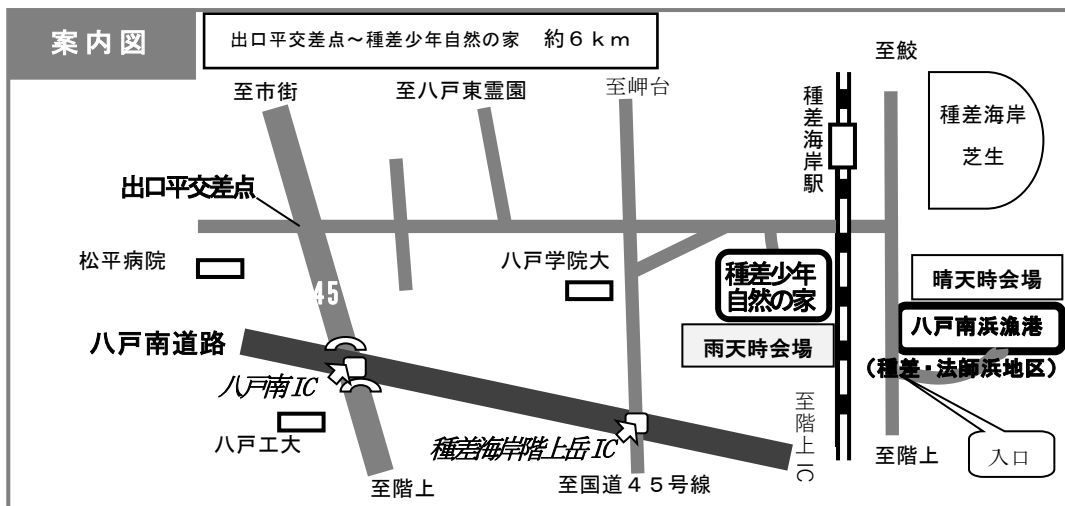 案内図
出口平交差点～種差少年自然の家　約６ｋｍ
至市街
至八戸東霊園
至岬台
種差海岸駅
至鮫
種差海岸
芝生
出口平交差点
松平病院
八戸学院大
種差少年
自然の家
晴天時会場
45
八戸南道路
雨天時会場
八戸南浜漁港
（種差・法師浜地区）
八戸南IC
八戸工大
種差海岸階上岳IC
至階上IC
至階上
至国道４５号線
至階上
入口